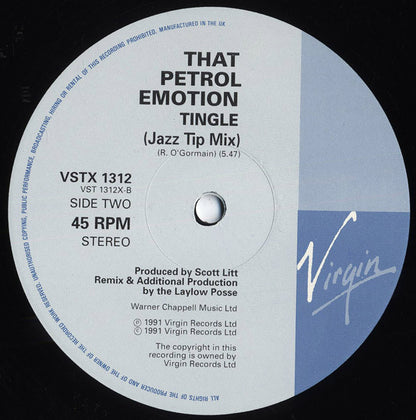 THAT
PETROL
EMOTION
TINGLE
(Jazz Tip Mix)
(R. O'Gormain) (5.47)
VSTX 1312
VST 1312X-B
SIDE TWO
45 RPM
STEREO
Produced by Scott Litt
Remix & Additional Production
by the Laylow Posse
Warner Chappell Music Ltd
℗ 1991 Virgin Records Ltd
© 1991 Virgin Records Ltd
The copyright in this
recording is owned by
Virgin Records Ltd
Virgin
ALL RIGHTS OF THE PRODUCER AND OF THE OWNER OF THE RECORDED WORK RESERVED. UNAUTHORISED COPYING, PUBLIC PERFORMANCE, BROADCASTING, HIRING OR RENTAL OF THIS RECORDING PROHIBITED. MANUFACTURED IN THE UK